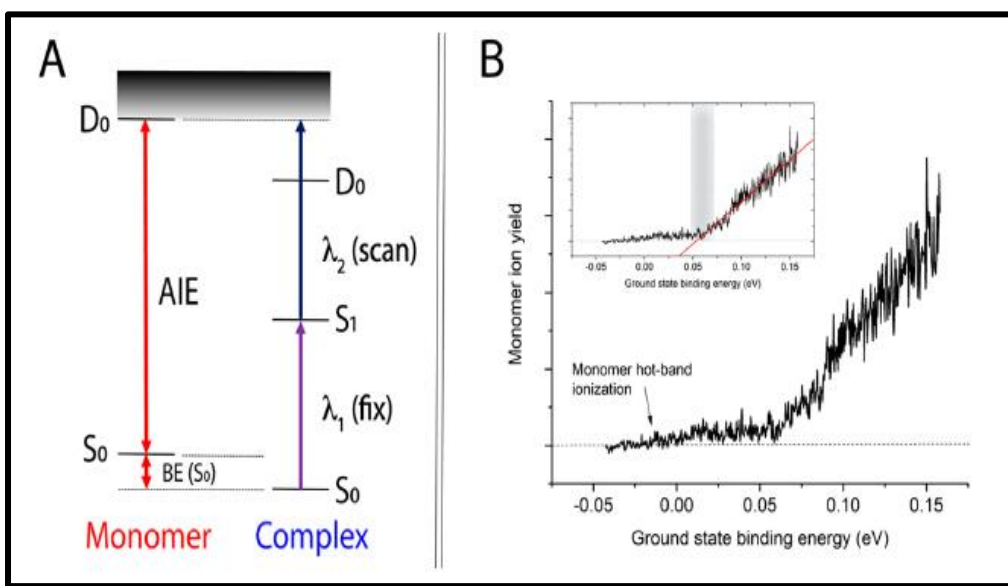 A
D₀
D₀
AIE
λ₂ (scan)
S₁
λ₁ (fix)
S₀
BE (S₀)
S₀
Monomer
Complex
B
Monomer ion yield
-0.05 0.00 0.05 0.10 0.15
Ground state binding energy (eV)
Monomer hot-band
ionization
-0.05 0.00 0.05 0.10 0.15
Ground state binding energy (eV)